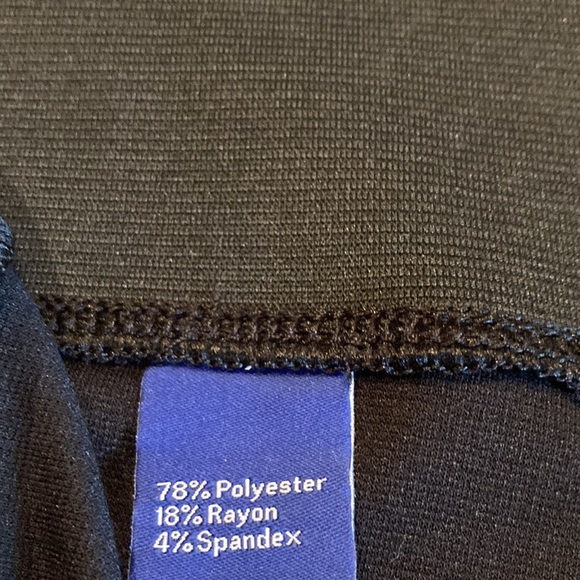 78% Polyester
18% Rayon
4% Spandex